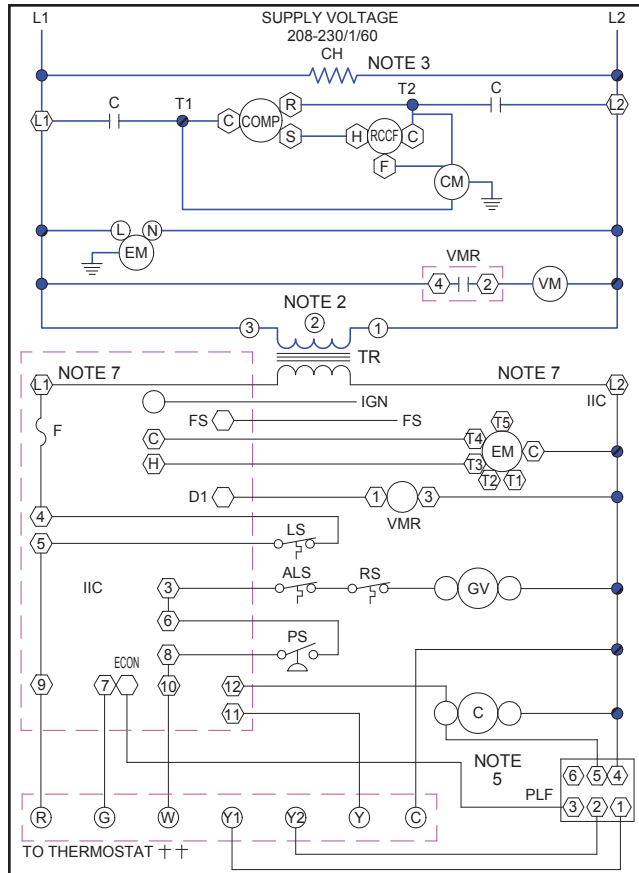 L1 SUPPLY VOLTAGE L2
208-230/1/60
CH NOTE 3
C T1 R T2 C
L1 C COMP L2
S H RCCF C
F
CM
L N
EM VMR
4 2 VM
NOTE 2
3 2 1
TR
L1 NOTE 7 NOTE 7 L2
IGN IIC
F FS FS T5
C T4 EM C
H T3
T2 T1
D1 1 3
VMR
4 LS
5
ALS RS
IIC 3 GV
6
PS
8
ECON
9 7 10 12 C
11
NOTE
5 6 5 4
PLF 3 2 1
R G W Y1 Y2 Y C
TO THERMOSTAT ††